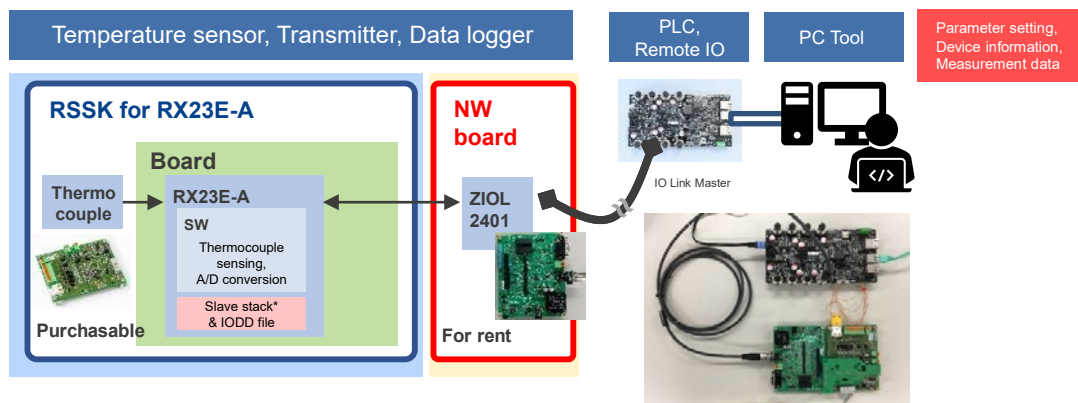 Temperature sensor, Transmitter, Data logger
PLC,
Remote IO
PC Tool
Parameter setting,
Device information,
Measurement data
RSSK for RX23E-A
NW
board
Board
Thermo
couple
RX23E-A
SW
Thermocouple
sensing,
A/D conversion
Slave stack*
& IODD file
ZIOL
2401
IO Link Master
Purchasable
For rent